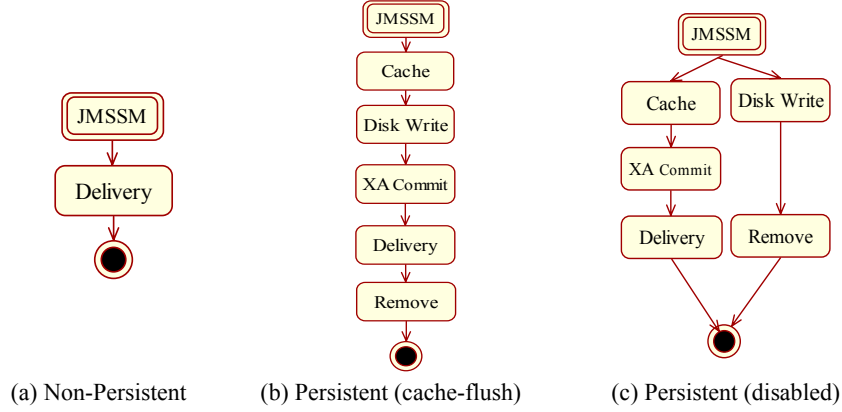 JMSSM
Delivery
(a) Non-Persistent
JMSSM
Cache
Disk Write
XA Commit
Delivery
Remove
(b) Persistent (cache-flush)
JMSSM
Cache
Disk Write
XA Commit
Delivery
Remove
(c) Persistent (disabled)